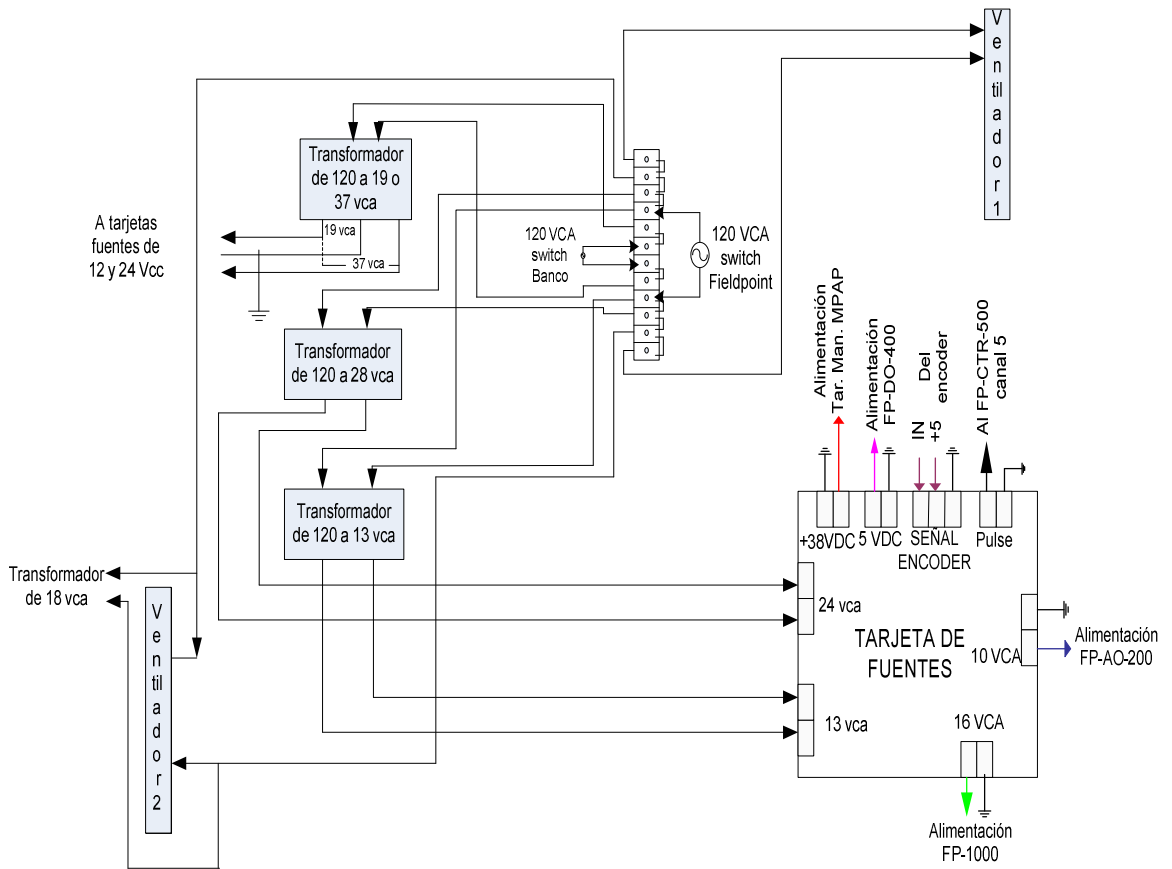 Ventilador 1
Transformador
de 120 a 19 o
37 vca
19 vca
37 vca
A tarjetas
fuentes de
12 y 24 Vcc
120 VCA
switch
Banco
120 VCA
switch
Fieldpoint
Transformador
de 120 a 28 vca
Transformador
de 120 a 13 vca
Transformador
de 18 vca
Ventilador 2
Alimentación
Tar. Man. MPAP
Alimentación
FP-DO-400
IN
+5
Del
encoder
Al FP-CTR-500
canal 5
+38VDC
5 VDC
SEÑAL
ENCODER
Pulse
24 vca
TARJETA DE
FUENTES
10 VCA
Alimentación
FP-AO-200
13 vca
16 VCA
Alimentación
FP-1000